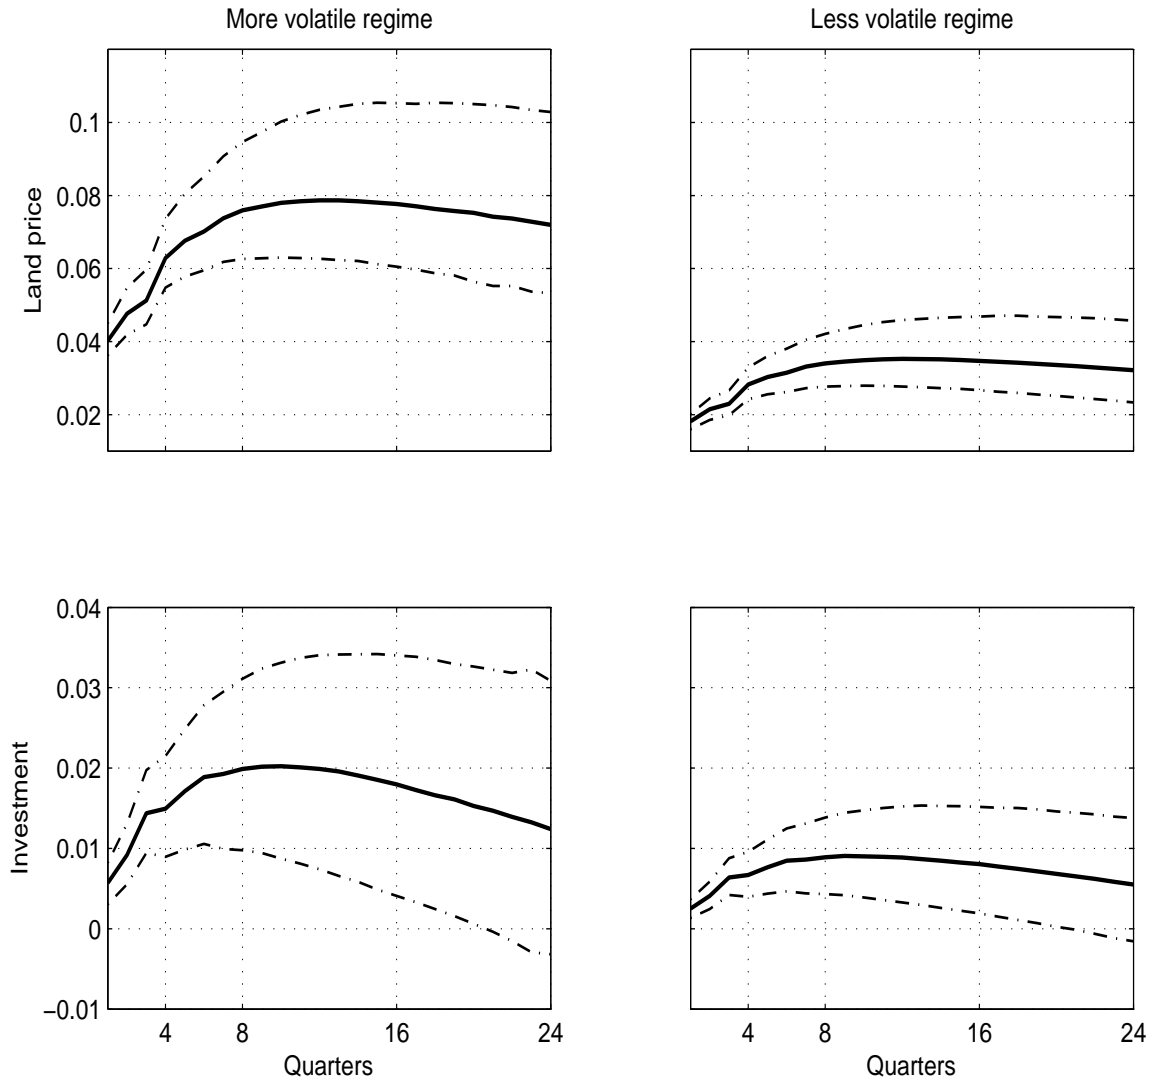 More volatile regime
Less volatile regime
Land price
0.1
0.08
0.06
0.04
0.02
Investment
0.04
0.03
0.02
0.01
0
−0.01
4 8 16 24
Quarters
4 8 16 24
Quarters